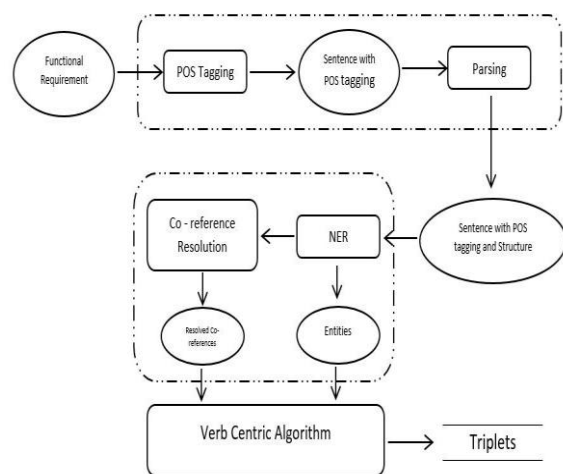 Functional
Requirement
POS Tagging
Sentence with
POS tagging
Parsing
Sentence with POS
tagging and Structure
NER
Co - reference
Resolution
Resolved Co-
references
Entities
Verb Centric Algorithm
Triplets